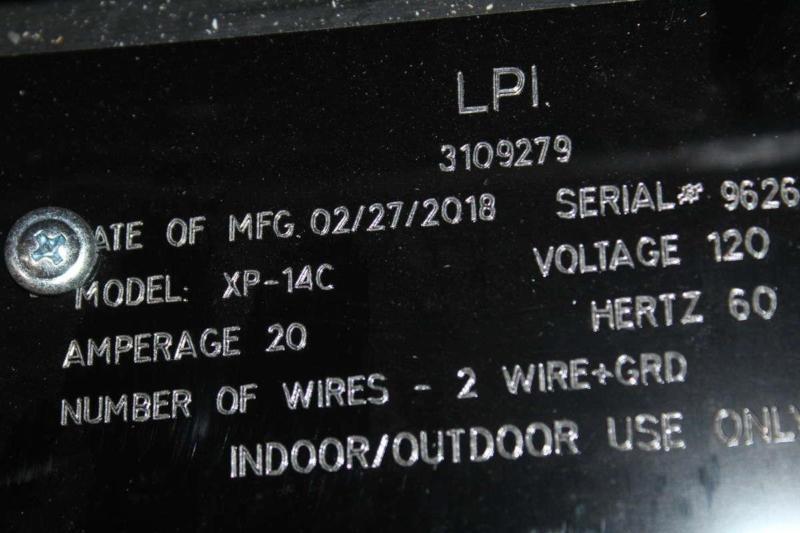 LPI.
3109279
ATE OF MFG. 02/27/2018 SERIAL# 9626
MODEL: XP-14C VOLTAGE 120
AMPERAGE 20 HERTZ 60
NUMBER OF WIRES - 2 WIRE+GRD
INDOOR/OUTDOOR USE ONLY